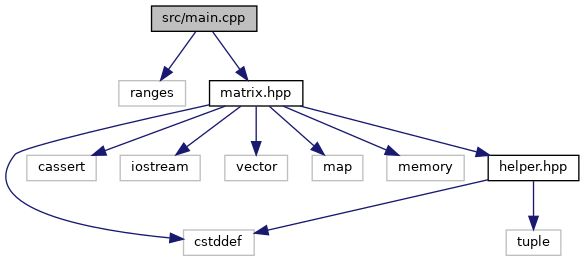 src/main.cpp
ranges
matrix.hpp
cassert
iostream
vector
map
memory
helper.hpp
cstddef
tuple